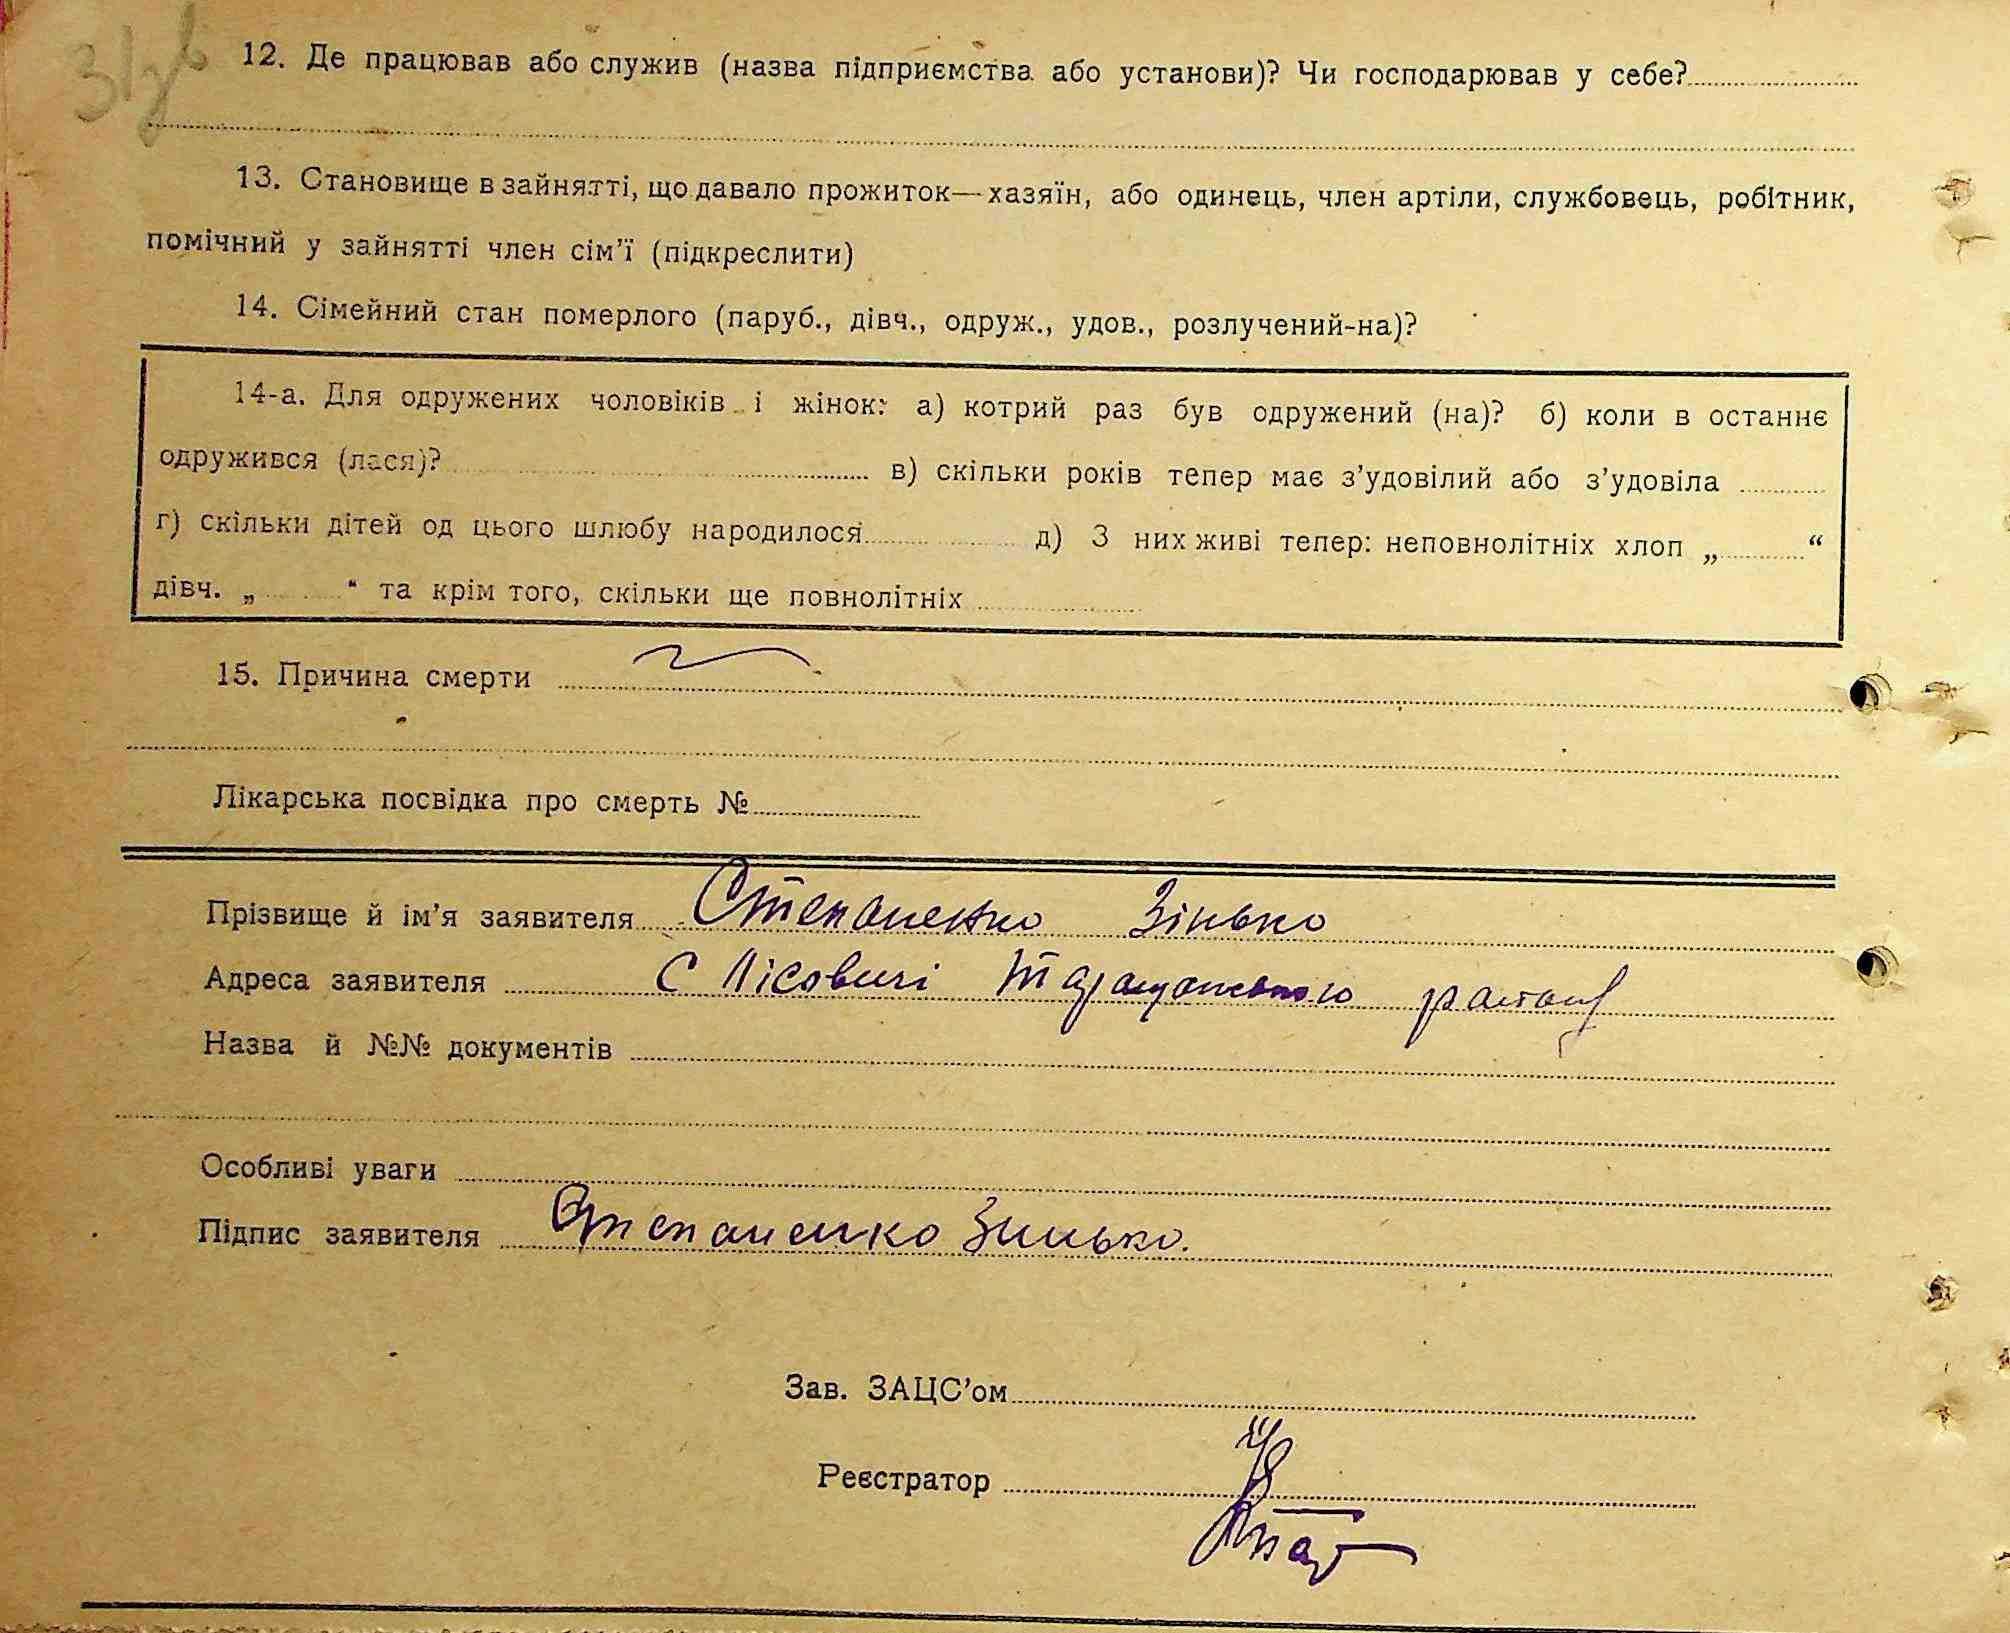 31зв
12. Де працював або служив (назва підприємства або установи)? Чи господарював у себе?
13. Становище в зайнятті, що давало прожиток—хазяїн, або одинець, член артіли, службовець, робітник,
помічний у зайнятті член сім'ї (підкреслити)
14. Сімейний стан померлого (паруб., дівч., одруж., удов., розлучений-на)?
14-а. Для одружених чоловіків і жінок: а) котрий раз був одружений (на)? б) коли в останнє
одружився (лася)? в) скільки років тепер має з'удовілий або з'удовіла
г) скільки дітей од цього шлюбу народилося д) З них живі тепер: неповнолітніх хлоп „ “
дівч. „ “ та крім того, скільки ще повнолітніх
15. Причина смерти
Лікарська посвідка про смерть №
Прізвище й ім'я заявителя Степаненко Зінько
Адреса заявителя с Лісовичі Таращанського району
Назва й №№ документів
Особливі уваги
Підпис заявителя Степаненко Зинько.
Зав. ЗАЦС'ом
Реєстратор